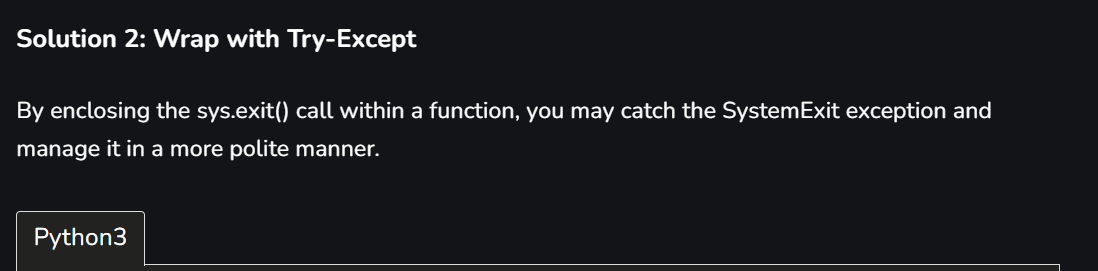 Solution 2: Wrap with Try-Except
By enclosing the sys.exit() call within a function, you may catch the SystemExit exception and
manage it in a more polite manner.
Python3